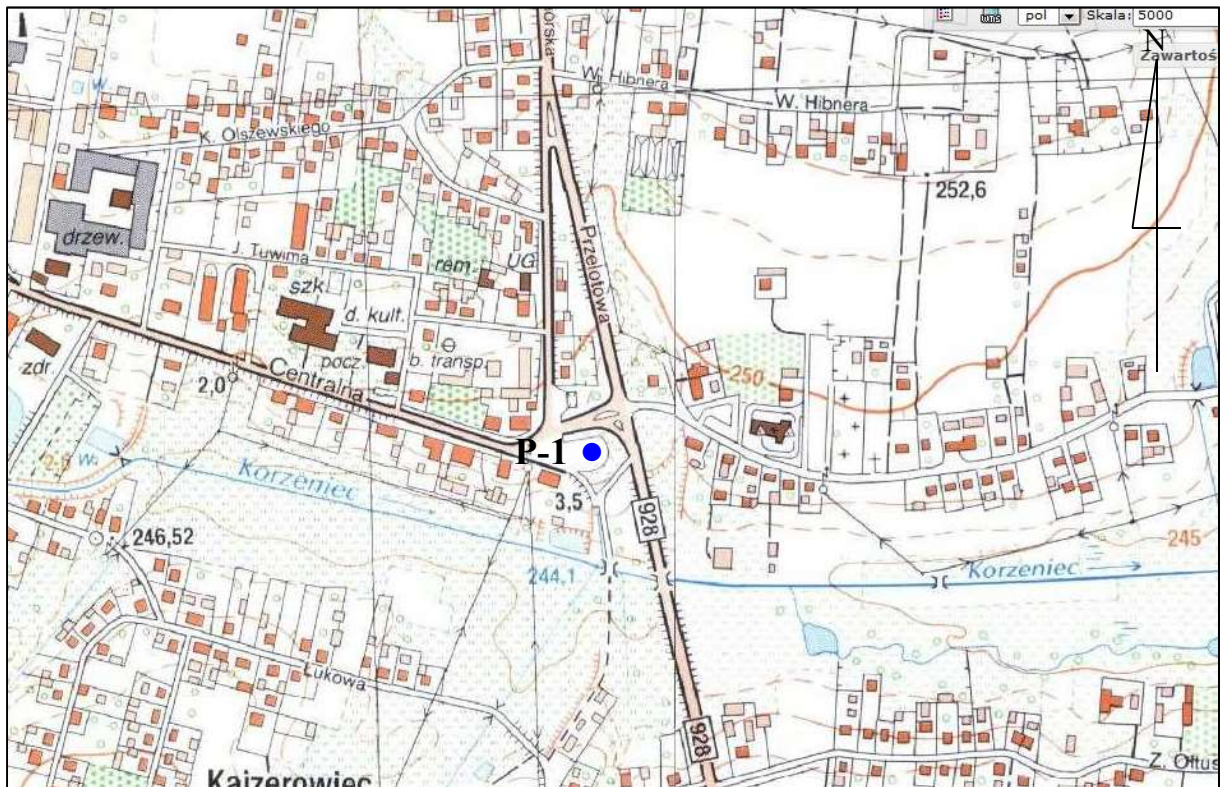 pol Skala: 5000
N
Zawartoś
órska
W. Hibnera
W. Hibnera
w.
K. Olszewskiego
252,6
drzew.
Przelotowa
J. Tuwima
rem.
UG
szk.
d. kult.
zdr.
pocz.
b. transp.
250
Centralna
2,0
P-1
Korzeniec
3,5
928
246,52
245
244,1
Korzeniec
Łukowa
928
Z. Ołtus
Kajzerowiec